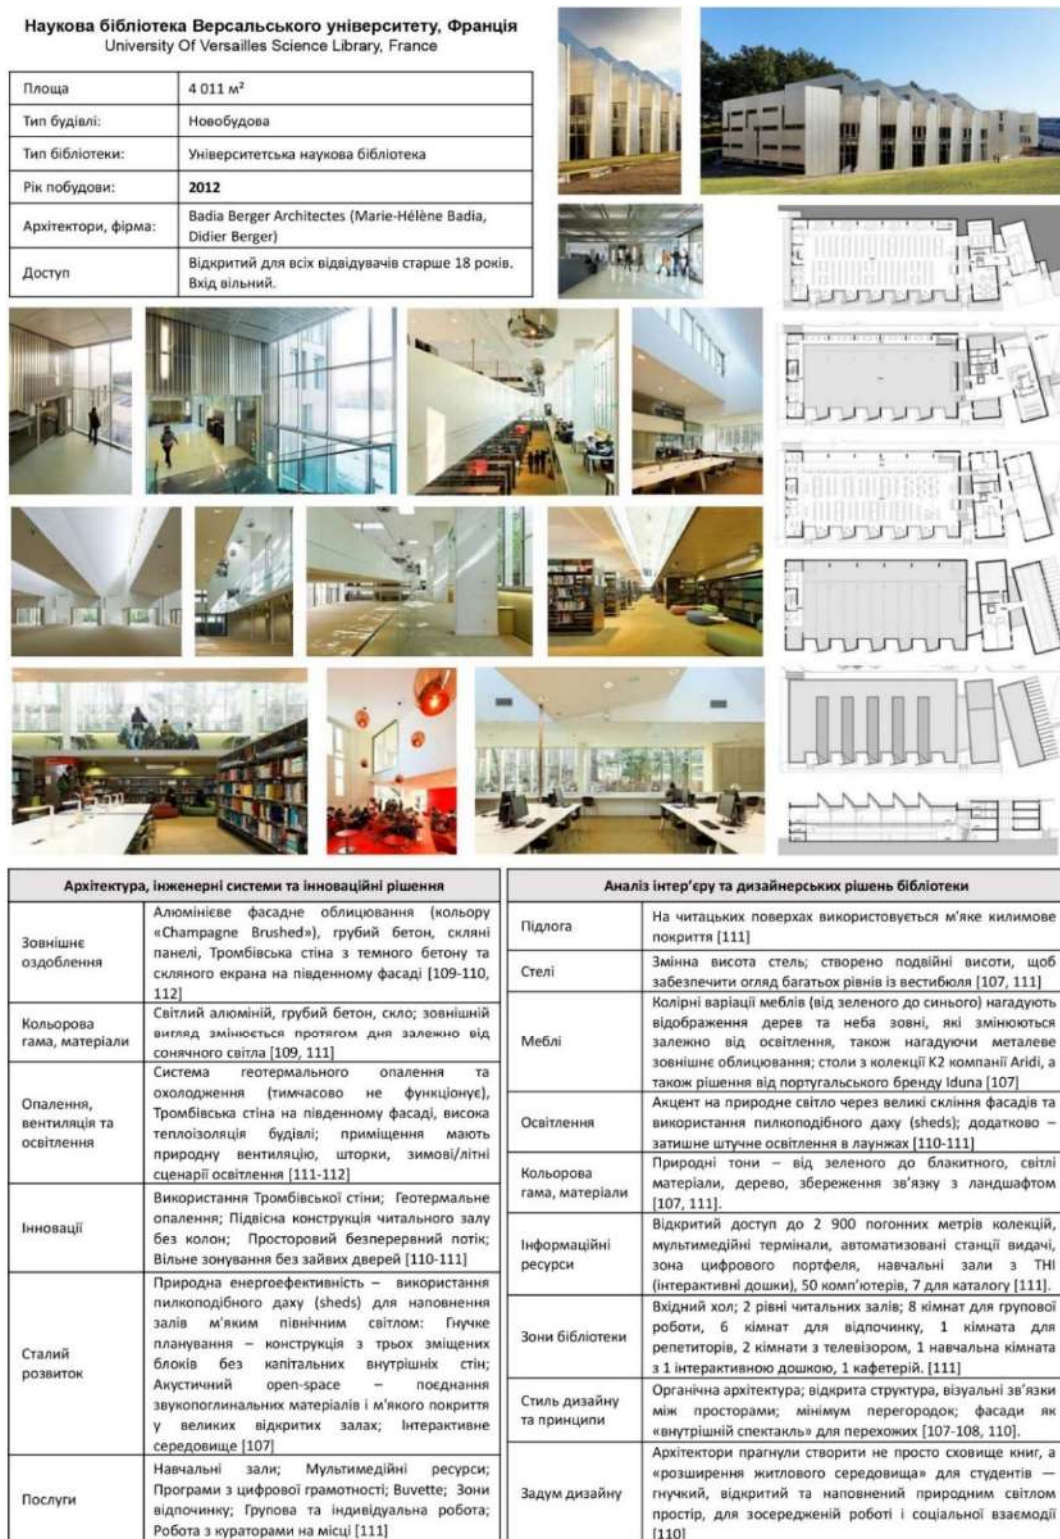 Наукова бібліотека Версальського університету, Франція
University Of Versailles Science Library, France
Площа
4 011 м²
Тип будівлі:
Новобудова
Тип бібліотеки:
Університетська наукова бібліотека
Рік побудови:
2012
Архітектори, фірма:
Badia Berger Architectes (Marie-Hélène Badia,
Didier Berger)
Доступ
Відкритий для всіх відвідувачів старше 18 років.
Вхід вільний.
Архітектура, інженерні системи та інноваційні рішення
Зовнішнє
оздоблення
Алюмінієве фасадне облицювання (кольору
«Champagne Brushed»), грубий бетон, скляні
панелі, Тромбівська стіна з темного бетону та
скляного екрана на південному фасаді [109-110,
112]
Кольорова
гама, матеріали
Світлий алюміній, грубий бетон, скло; зовнішній
вигляд змінюється протягом дня залежно від
сонячного світла [109, 111]
Опалення,
вентиляція та
освітлення
Система геотермального опалення та
охолодження (тимчасово не функціонує),
Тромбівська стіна на південному фасаді, висока
теплоізоляція будівлі; приміщення мають
природну вентиляцію, шторки, зимові/літні
сценарії освітлення [111-112]
Інновації
Використання Тромбівської стіни; Геотермальне
опалення; Підвісна конструкція читального залу
без колон; Просторовий безперервний потік;
Вільне зонування без зайвих дверей [110-111]
Сталий
розвиток
Природна енергоефективність – використання
пилкоподібного даху (sheds) для наповнення
залів м'яким північним світлом: Гнучке
планування – конструкція з трьох зміщених
блоків без капітальних внутрішніх стін;
Акустичний open-space – поєднання
звукопоглинальних матеріалів і м'якого покриття
у великих відкритих залах; Інтерактивне
середовище [107]
Послуги
Навчальні зали; Мультимедійні ресурси;
Програми з цифрової грамотності; Buvette; Зони
відпочинку; Групова та індивідуальна робота;
Робота з кураторами на місці [111]
Аналіз інтер'єру та дизайнерських рішень бібліотеки
Підлога
На читацьких поверхах використовується м'яке килимове
покриття [111]
Стелі
Змінна висота стель; створено подвійні висоти, щоб
забезпечити огляд багатьох рівнів із вестибюля [107, 111]
Меблі
Колірні варіації меблів (від зеленого до синього) нагадують
відображення дерев та неба зовні, які змінюються
залежно від освітлення, також нагадуючи металеве
зовнішнє облицювання; столи з колекції K2 компанії Aridi, а
також рішення від португальського бренду Iduna [107]
Освітлення
Акцент на природне світло через великі скління фасадів та
використання пилкоподібного даху (sheds); додатково –
затишне штучне освітлення в лаунжах [110-111]
Кольорова
гама, матеріали
Природні тони – від зеленого до блакитного, світлі
матеріали, дерево, збереження зв'язку з ландшафтом
[107, 111].
Інформаційні
ресурси
Відкритий доступ до 2 900 погонних метрів колекцій,
мультимедійні термінали, автоматизовані станції видачі,
зона цифрового портфеля, навчальні зали з THI
(інтерактивні дошки), 50 комп'ютерів, 7 для каталогу [111].
Зони бібліотеки
Вхідний хол; 2 рівні читальних залів; 8 кімнат для групової
роботи, 6 кімнат для відпочинку, 1 кімната для
репетиторів, 2 кімнати з телевізором, 1 навчальна кімната
з 1 інтерактивною дошкою, 1 кафетерій. [111]
Стиль дизайну
та принципи
Органічна архітектура; відкрита структура, візуальні зв'язки
між просторами; мінімум перегородок; фасади як
«внутрішній спектакль» для перехожих [107-108, 110].
Задум дизайну
Архітектори прагнули створити не просто сховище книг, а
«розширення житлового середовища» для студентів —
гнучкий, відкритий та наповнений природним світлом
простір, для зосередженої роботи і соціальної взаємодії
[110]